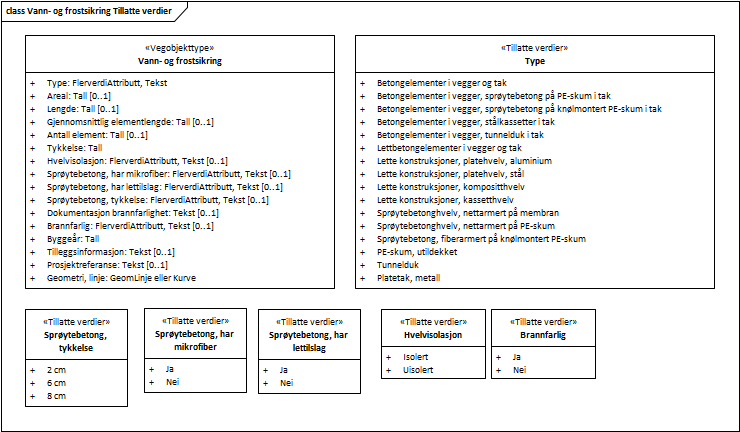 class Vann- og frostsikring Tillatte verdier
«Vegobjekttype»
Vann- og frostsikring
+ Type: FlerverdiAttributt, Tekst
+ Areal: Tall [0..1]
+ Lengde: Tall [0..1]
+ Gjennomsnittlig elementlengde: Tall [0..1]
+ Antall element: Tall [0..1]
+ Tykkelse: Tall
+ Hvelvisolasjon: FlerverdiAttributt, Tekst [0..1]
+ Sprøytebetong, har mikrofiber: FlerverdiAttributt, Tekst [0..1]
+ Sprøytebetong, har lettilslag: FlerverdiAttributt, Tekst [0..1]
+ Sprøytebetong, tykkelse: FlerverdiAttributt, Tekst [0..1]
+ Dokumentasjon brannfarlighet: Tekst [0..1]
+ Brannfarlig: FlerverdiAttributt, Tekst [0..1]
+ Byggeår: Tall
+ Tilleggsinformasjon: Tekst [0..1]
+ Prosjektreferanse: Tekst [0..1]
+ Geometri, linje: GeomLinje eller Kurve
«Tillatte verdier»
Type
+ Betongelementer i vegger og tak
+ Betongelementer i vegger, sprøytebetong på PE-skum i tak
+ Betongelementer i vegger, sprøytebetong på knølmontert PE-skum i tak
+ Betongelementer i vegger, stålkassetter i tak
+ Betongelementer i vegger, tunnelduk i tak
+ Lettbetongelementer i vegger og tak
+ Lette konstruksjoner, platehvelv, aluminium
+ Lette konstruksjoner, platehvelv, stål
+ Lette konstruksjoner, kompositthvelv
+ Lette konstruksjoner, kassetthvelv
+ Sprøytebetonghvelv, nettarmert på membran
+ Sprøytebetonghvelv, nettarmert på PE-skum
+ Sprøytebetong, fiberarmert på knølmontert PE-skum
+ PE-skum, utildekket
+ Tunnelduk
+ Platetak, metall
«Tillatte verdier»
Sprøytebetong,
tykkelse
+ 2 cm
+ 6 cm
+ 8 cm
«Tillatte verdier»
Sprøytebetong, har
mikrofiber
+ Ja
+ Nei
«Tillatte verdier»
Sprøytebetong, har
lettilslag
+ Ja
+ Nei
«Tillatte verdier»
Hvelvisolasjon
+ Isolert
+ Uisolert
«Tillatte verdier»
Brannfarlig
+ Ja
+ Nei